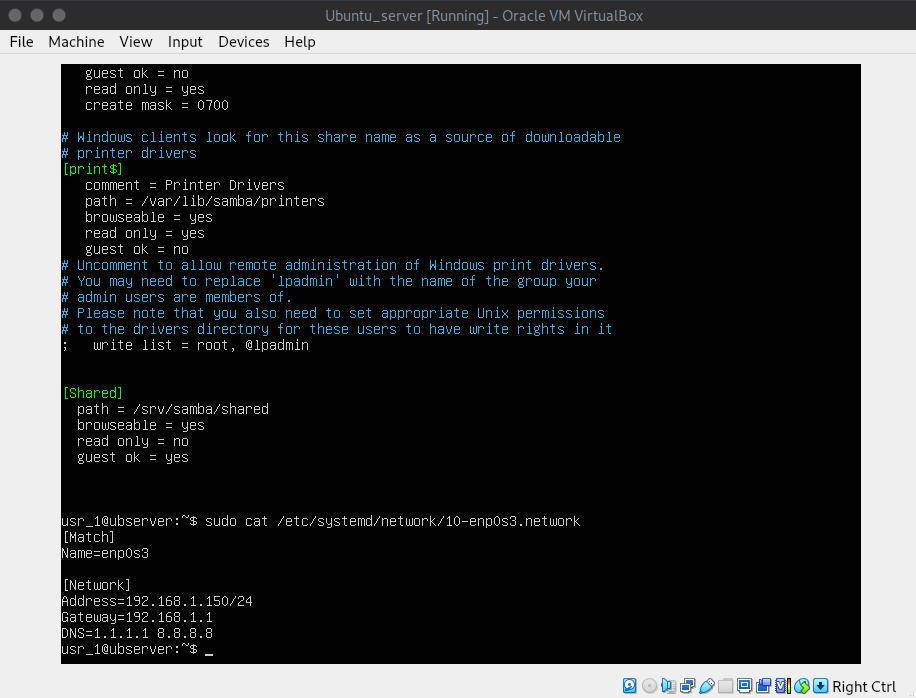 Ubuntu_server [Running] - Oracle VM VirtualBox
File Machine View Input Devices Help
guest ok = no
read only = yes
create mask = 0700
# Windows clients look for this share name as a source of downloadable
# printer drivers
[print$]
comment = Printer Drivers
path = /var/lib/samba/printers
browseable = yes
read only = yes
guest ok = no
# Uncomment to allow remote administration of Windows print drivers.
# You may need to replace 'lpadmin' with the name of the group your
# admin users are members of.
# Please note that you also need to set appropriate Unix permissions
# to the drivers directory for these users to have write rights in it
;   write list = root, @lpadmin
[Shared]
path = /srv/samba/shared
browseable = yes
read only = no
guest ok = yes
usr_1@ubserver:~$ sudo cat /etc/systemd/network/10-enp0s3.network
[Match]
Name=enp0s3
[Network]
Address=192.168.1.150/24
Gateway=192.168.1.1
DNS=1.1.1.1 8.8.8.8
usr_1@ubserver:~$ _
Right Ctrl